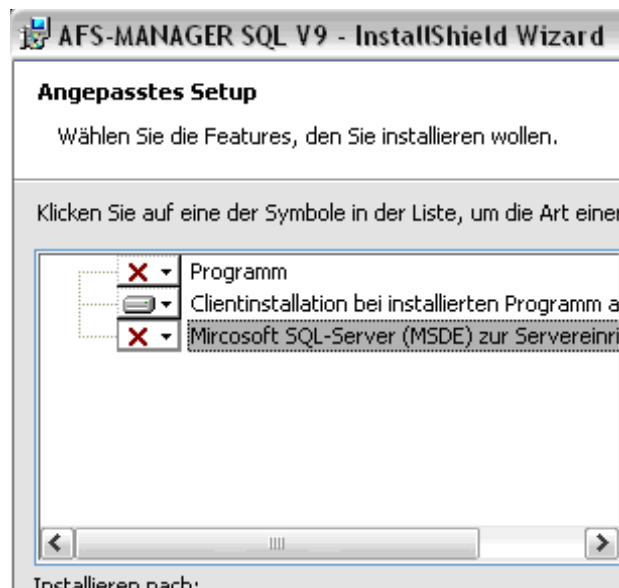 AFS-MANAGER SQL V9 - InstallShield Wizard
Angepasstes Setup
Wählen Sie die Features, den Sie installieren wollen.
Klicken Sie auf eine der Symbole in der Liste, um die Art einer
Programm
Clientinstallation bei installierten Programm a
Mircosoft SQL-Server (MSDE) zur Servereinri
Installieren nach: